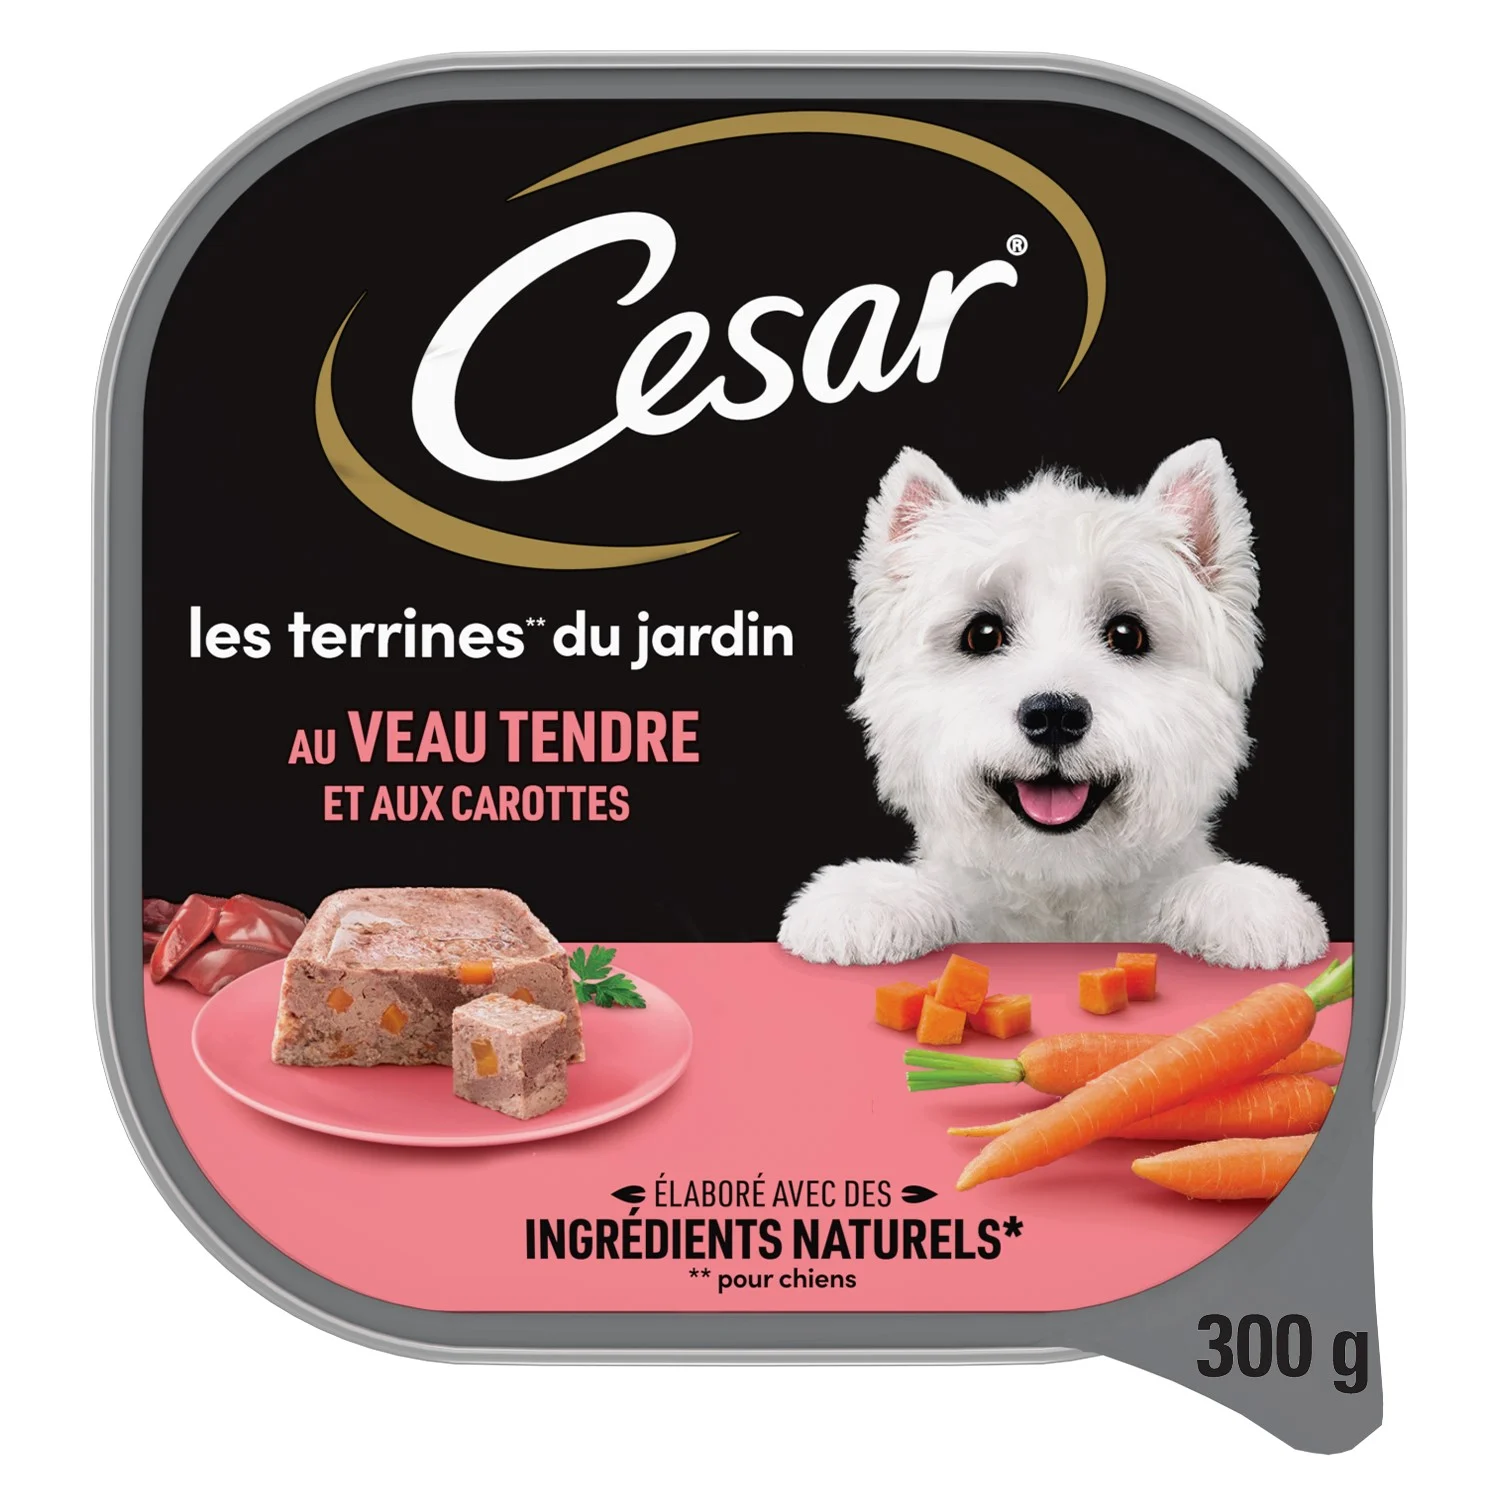 Cesar®
les terrines** du jardin
AU VEAU TENDRE
ET AUX CAROTTES
ÉLABORÉ AVEC DES
INGRÉDIENTS NATURELS*
** pour chiens
300 g